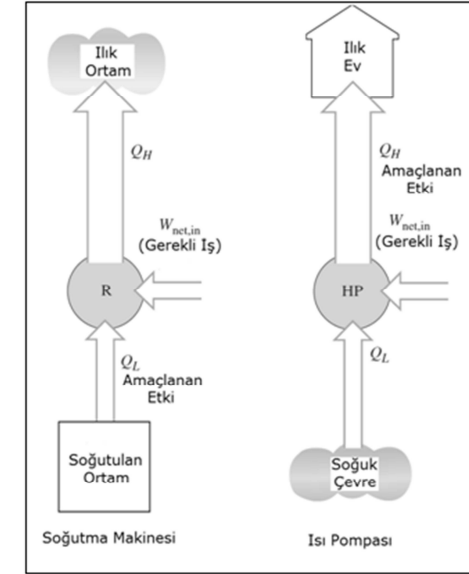 Ilık
Ortam
Q_H
W_net,in
(Gerekli İş)
R
Q_L
Amaçlanan
Etki
Soğutulan
Ortam
Soğutma Makinesi
Ilık
Ev
Q_H
Amaçlanan
Etki
W_net,in
(Gerekli İş)
HP
Q_L
Soğuk
Çevre
Isı Pompası